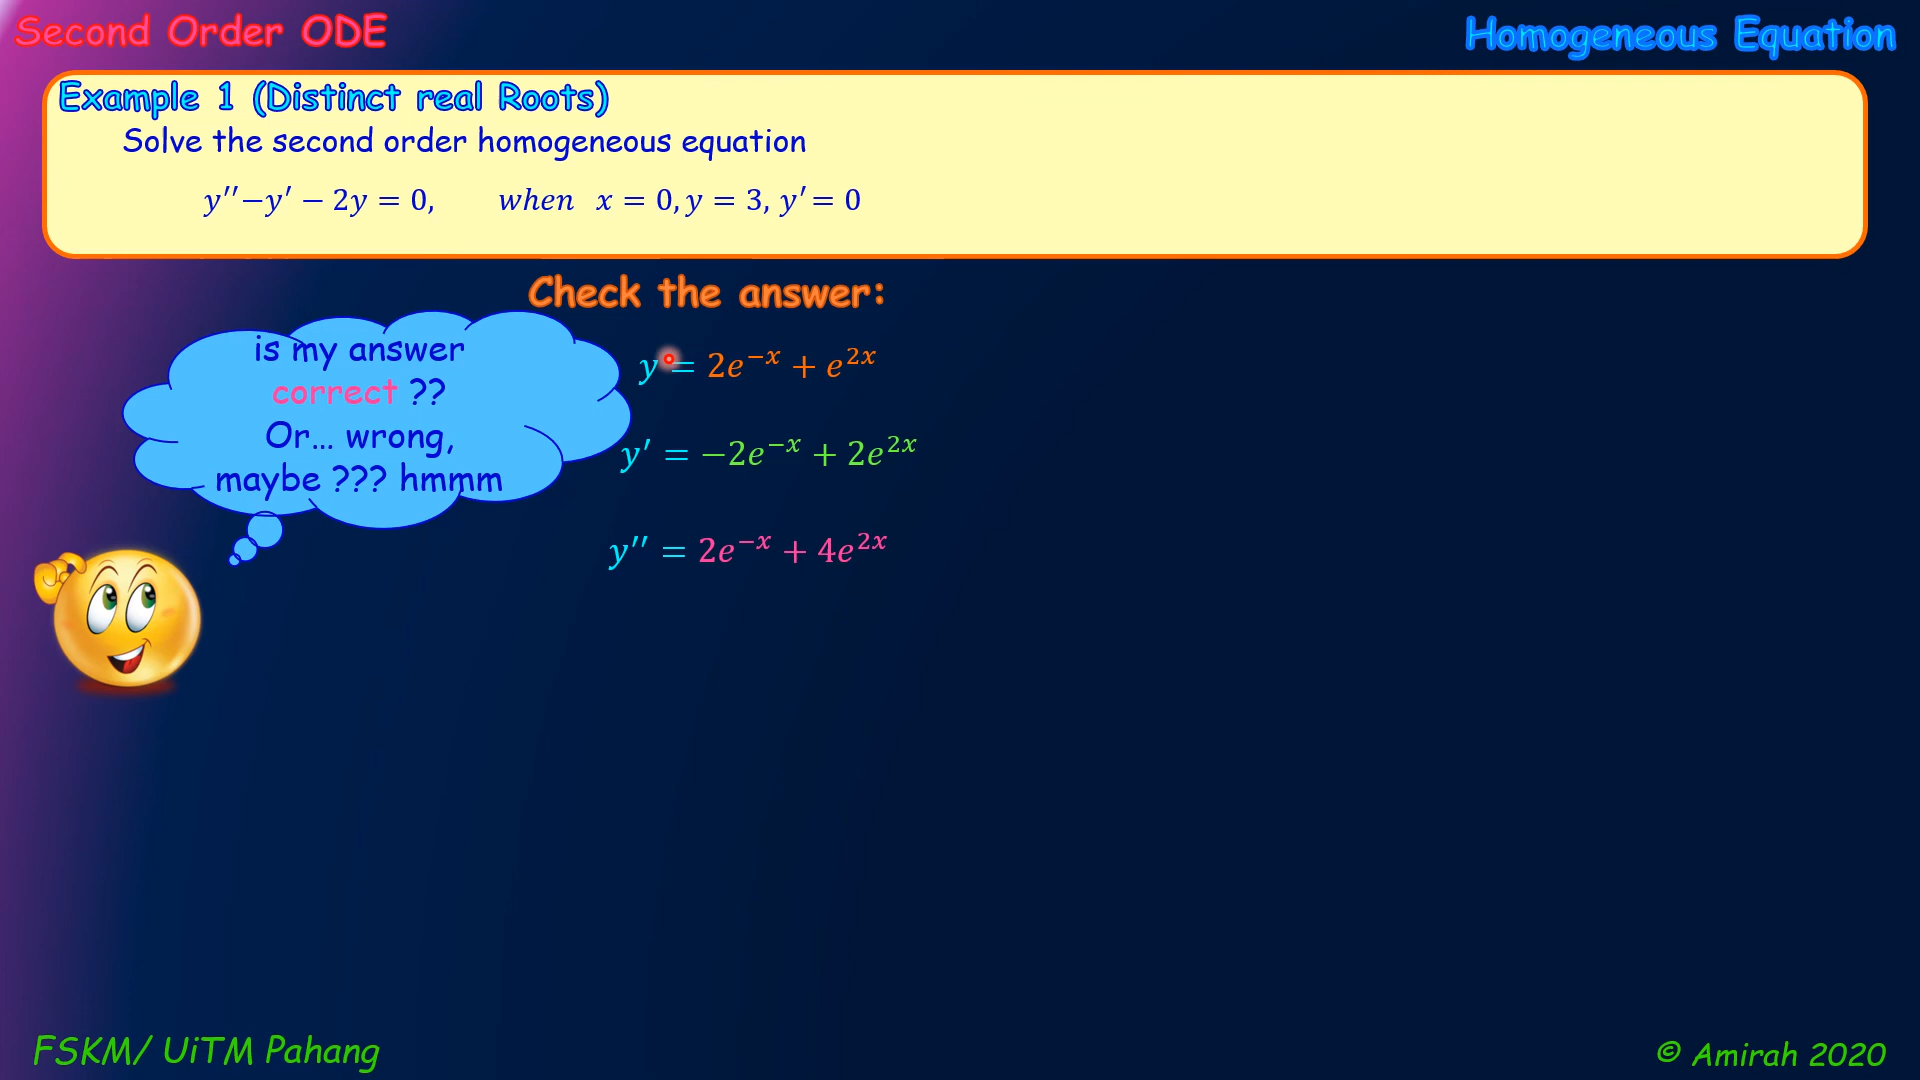 Second Order ODE
Homogeneous Equation
Example 1 (Distinct real Roots)
Solve the second order homogeneous equation
y′′−y′ − 2y = 0, when x = 0, y = 3, y′ = 0
Check the answer:
is my answer
correct ??
Or... wrong,
maybe ??? hmmm
y = 2e^{−x} + e^{2x}
y′ = −2e^{−x} + 2e^{2x}
y′′ = 2e^{−x} + 4e^{2x}
FSKM/ UiTM Pahang
© Amirah 2020